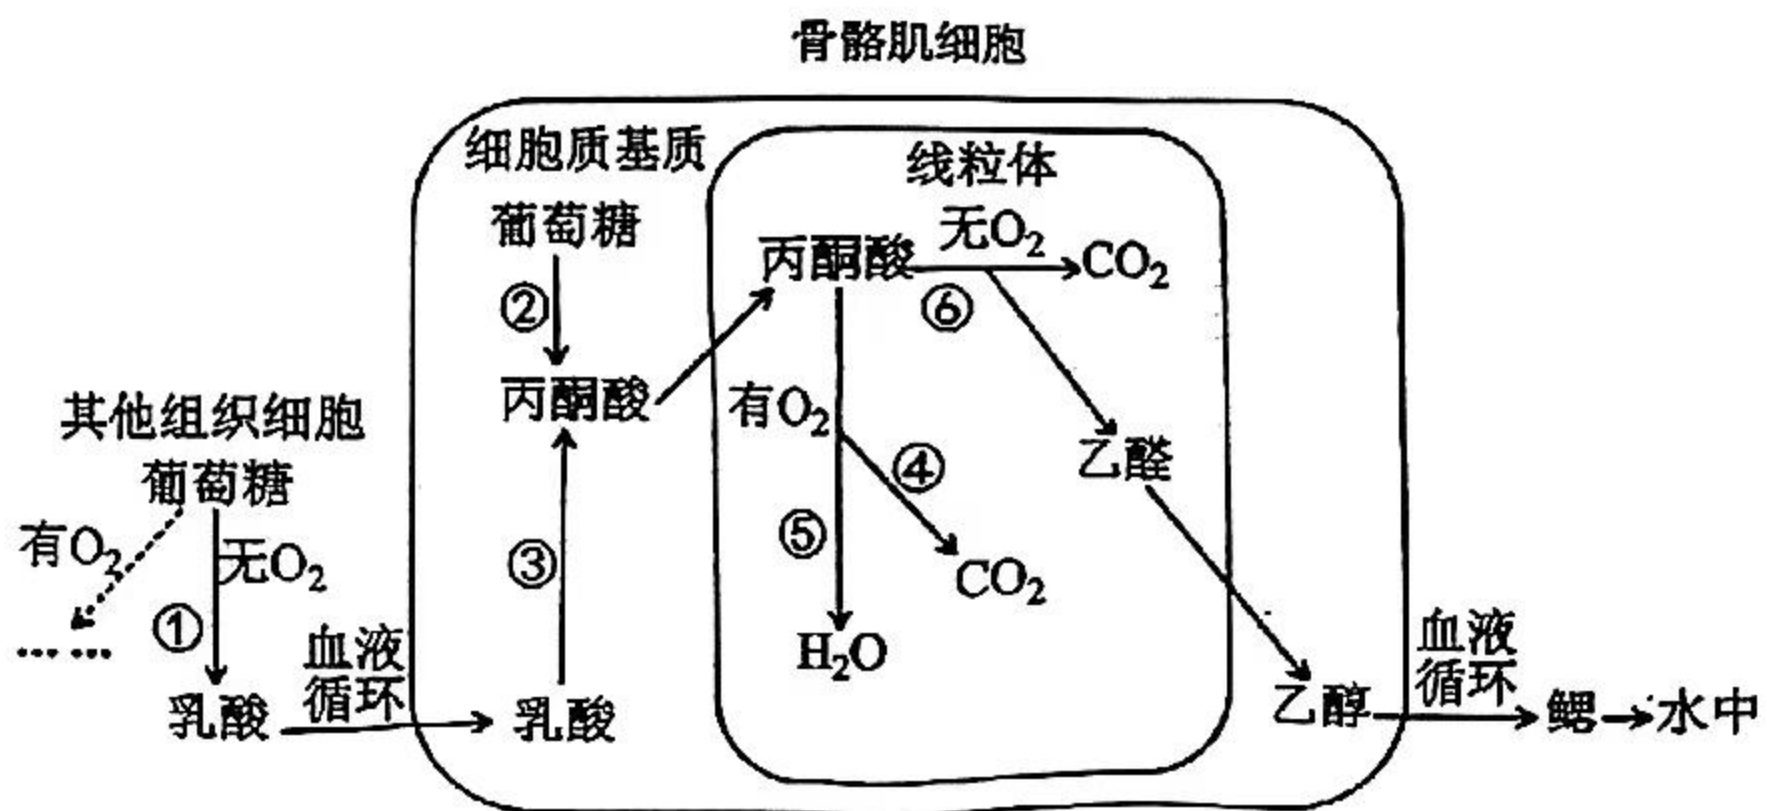 骨骼肌细胞
细胞质基质
线粒体
葡萄糖
无O₂
丙酮酸
CO₂
②
⑥
丙酮酸
有O₂
其他组织细胞
乙醛
葡萄糖
④
有O₂
无O₂
③
⑤
CO₂
①
血液
循环
H₂O
血液
循环
…… 
乳酸
乳酸
乙醇
鳃
水中